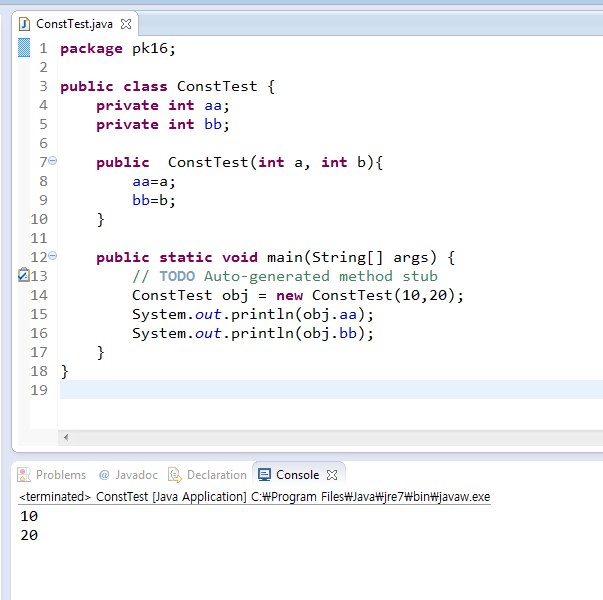 ConstTest.java
1 package pk16;
2
3 public class ConstTest {
4     private int aa;
5     private int bb;
6
7     public  ConstTest(int a, int b){
8         aa=a;
9         bb=b;
10     }
11
12     public static void main(String[] args) {
13         // TODO Auto-generated method stub
14         ConstTest obj = new ConstTest(10,20);
15         System.out.println(obj.aa);
16         System.out.println(obj.bb);
17     }
18 }
19
Problems @ Javadoc Declaration Console
<terminated> ConstTest [Java Application] C:₩Program Files₩Java₩jre7₩bin₩javaw.exe
10
20